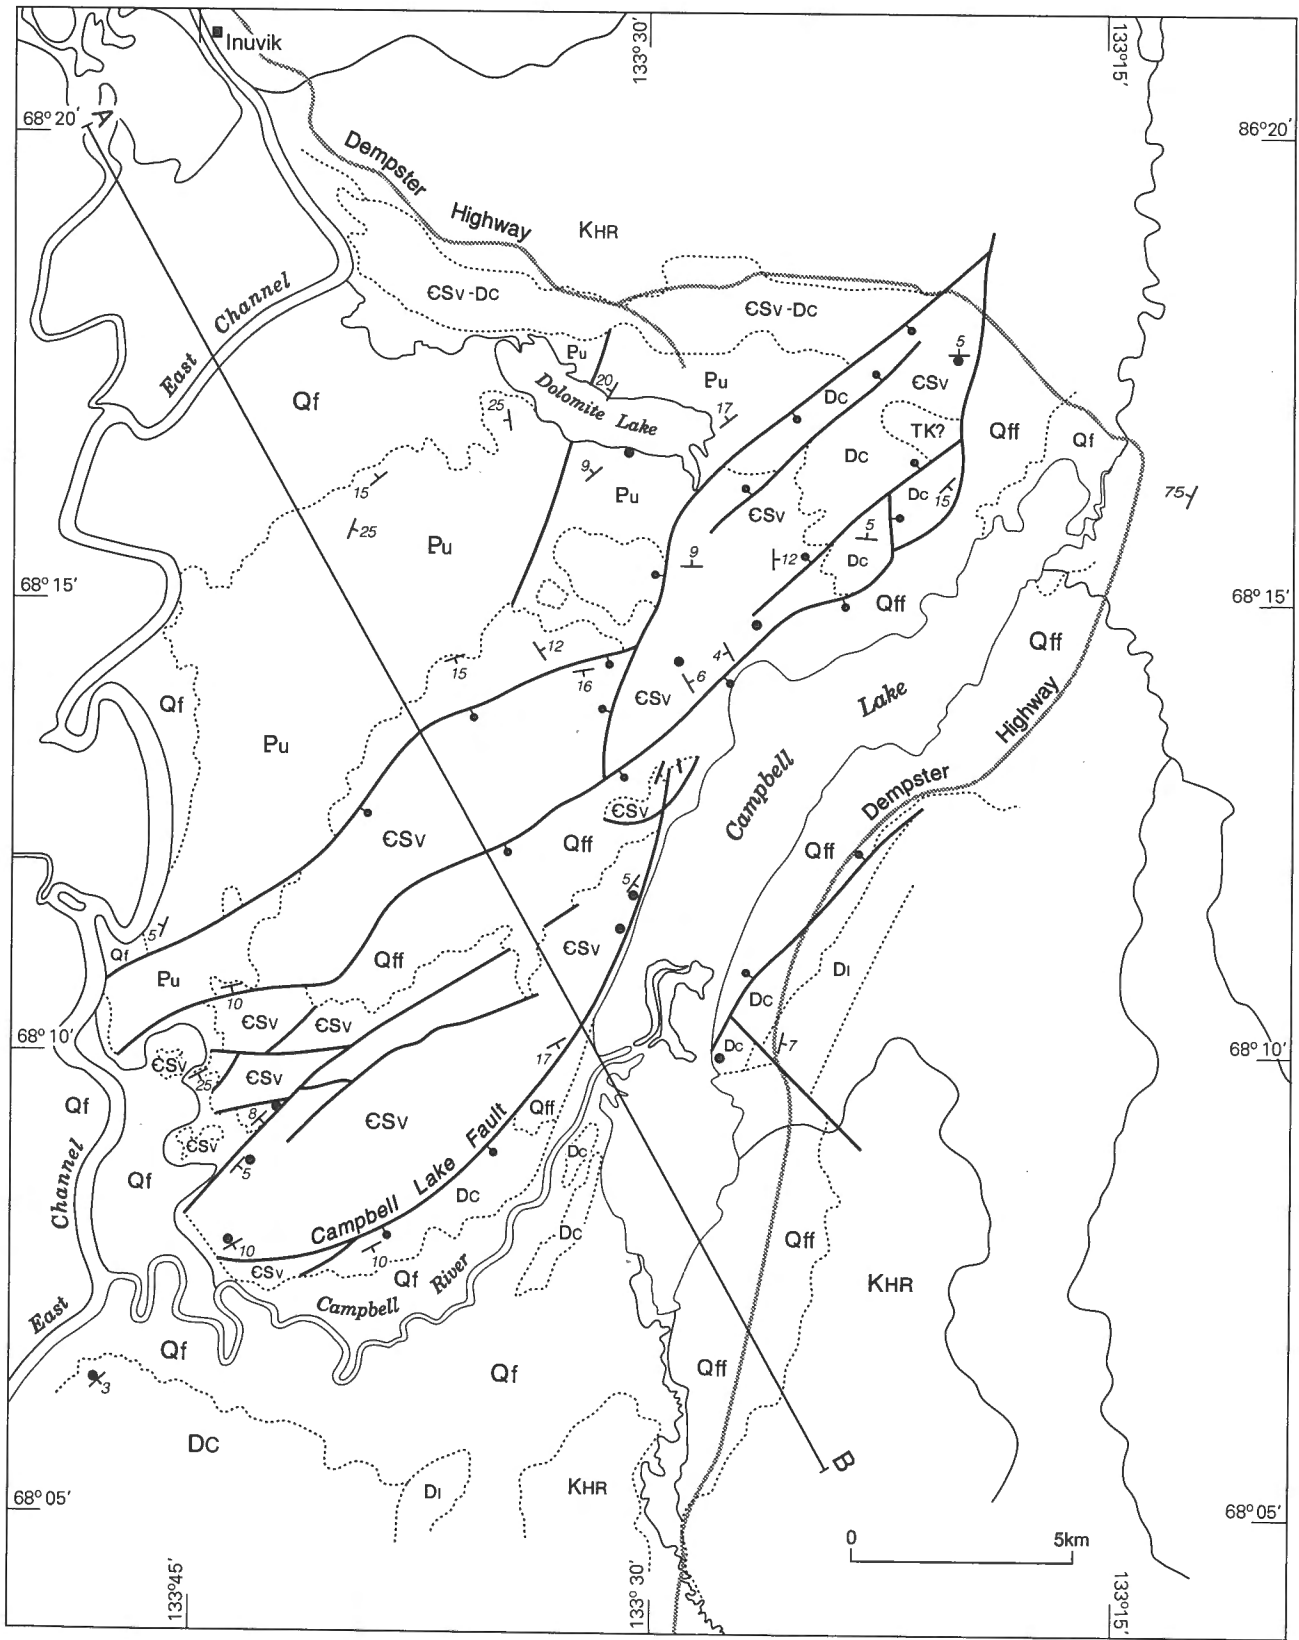 Inuvik
133° 30′
133° 15′
A
68° 20′
86° 20′
Dempster
Highway
KHR
ЄSv-Dc
ЄSv-Dc
East Channel
Pu
Pu
5
20
Dolomite Lake
17
Dc
ЄSv
25
Qf
TK?
Qff
Qf
Dc
9
15
Pu
Dc
15
75
ЄSv
25
5
Pu
9
12
Dc
68° 15′
68° 15′
Qff
Qff
12
4
15
16
6
ЄSv
Lake
Qf
Highway
Pu
Campbell
Dempster
ЄSv
ЄSv
Qff
Qff
5
5
ЄSv
Qf
Qff
Di
Pu
10
Dc
ЄSv
ЄSv
68° 10′
Dc
7
17
68° 10′
ЄSv
25
ЄSv
Qf
8
ЄSv
Qff
ЄSv
Dc
5
Channel
Qf
Dc
Campbell Lake Fault
Dc
10
Qff
10
ЄSv
Qf
River
Campbell
KHR
East
Qf
Qf
Qff
3
Dc
B
Di
KHR
68° 05′
68° 05′
0 5km
133° 45′
133° 30′
133° 15′